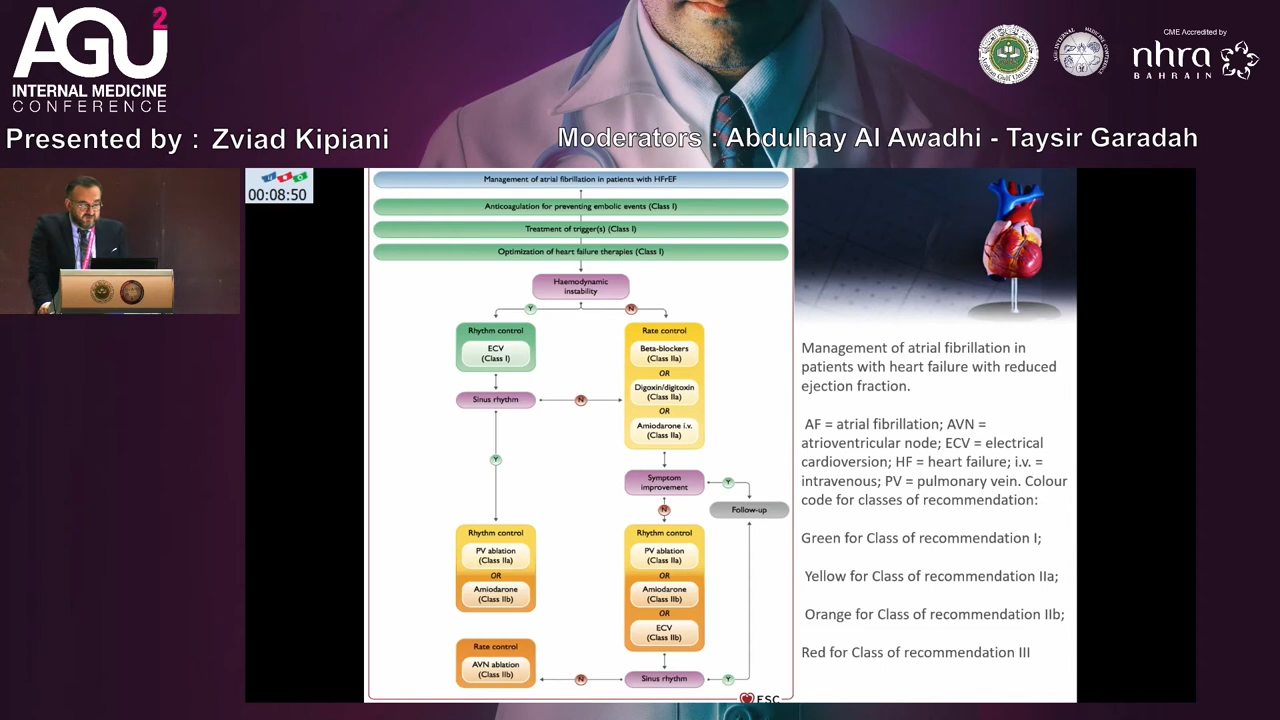 AGU2
INTERNAL MEDICINE
CONFERENCE
CME Accredited by
nhra
BAHRAIN
Presented by : Zviad Kipiani
Moderators : Abdulhay Al Awadhi - Taysir Garadah
00:08:50
Management of atrial fibrillation in patients with HFrEF
Anticoagulation for preventing embolic events (Class I)
Treatment of trigger(s) (Class I)
Optimization of heart failure therapies (Class I)
Haemodynamic
instability
Y
N
Rhythm control
ECV
(Class I)
Rate control
Beta-blockers
(Class IIa)
OR
Digoxin/digitoxin
(Class IIa)
OR
Amiodarone i.v.
(Class IIa)
Sinus rhythm
N
Y
Symptom
improvement
Y
N
Follow-up
Rhythm control
PV ablation
(Class IIa)
OR
Amiodarone
(Class IIb)
Rhythm control
PV ablation
(Class IIa)
OR
Amiodarone
(Class IIb)
OR
ECV
(Class IIb)
Rate control
AVN ablation
(Class IIb)
N
Sinus rhythm
Y
ESC
Management of atrial fibrillation in
patients with heart failure with reduced
ejection fraction.
AF = atrial fibrillation; AVN =
atrioventricular node; ECV = electrical
cardioversion; HF = heart failure; i.v. =
intravenous; PV = pulmonary vein. Colour
code for classes of recommendation:
Green for Class of recommendation I;
Yellow for Class of recommendation IIa;
Orange for Class of recommendation IIb;
Red for Class of recommendation III